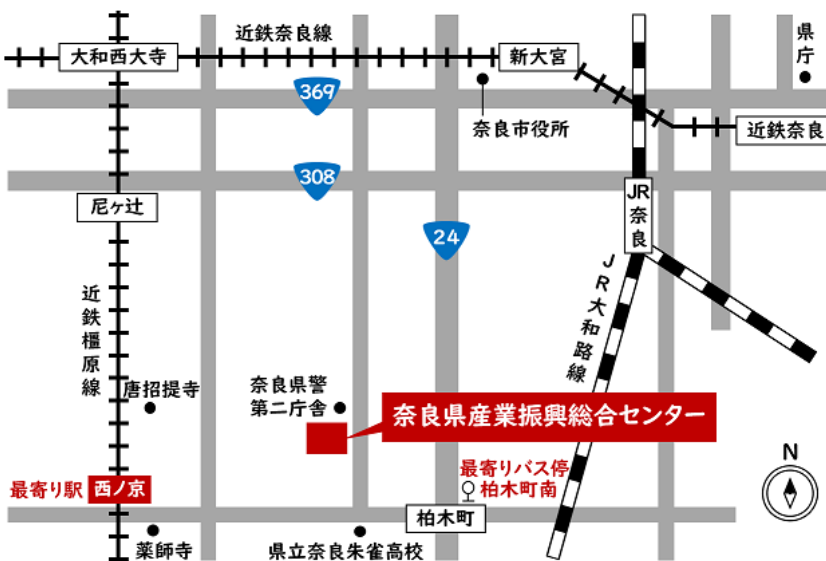 近鉄奈良線
大和西大寺
新大宮
県庁
369
奈良市役所
近鉄奈良
308
JR奈良
尼ヶ辻
24
近鉄橿原線
JR大和路線
唐招提寺
奈良県警
第二庁舎
奈良県産業振興総合センター
N
最寄り駅 西ノ京
最寄りバス停
柏木町南
柏木町
薬師寺
県立奈良朱雀高校